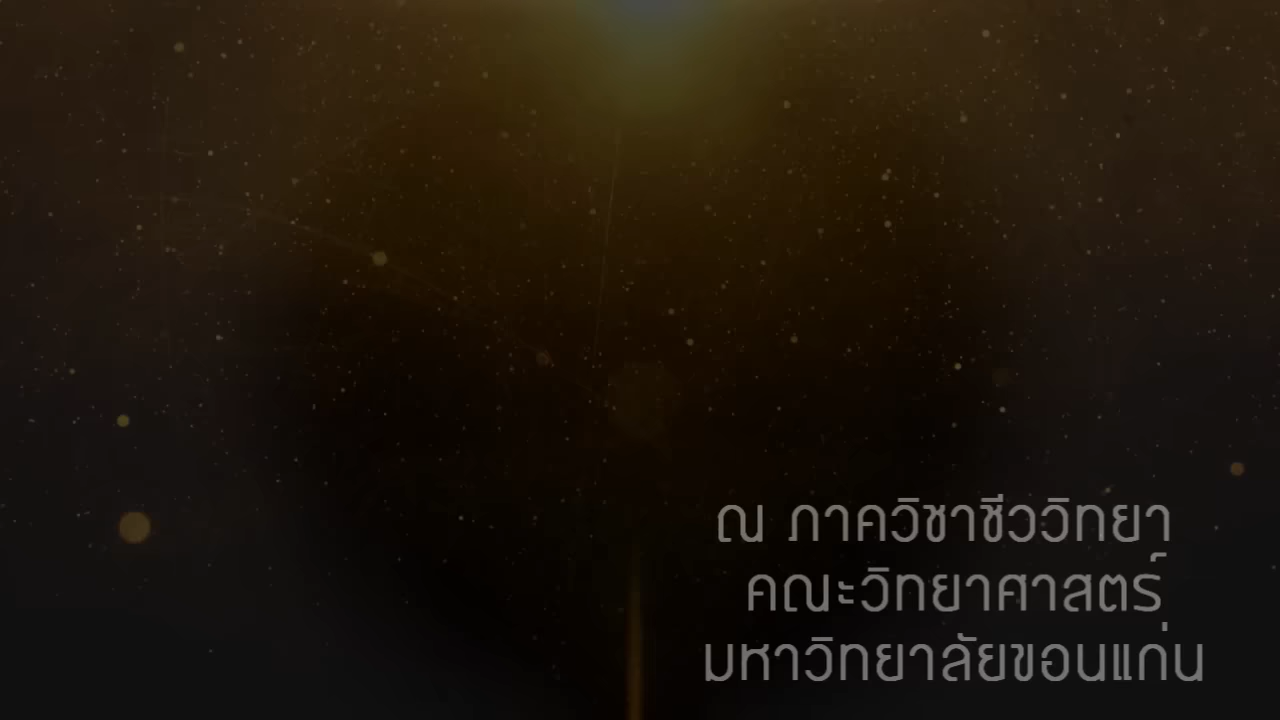 ณ ภาควิชาชีววิทยา
คณะวิทยาศาสตร์
มหาวิทยาลัยขอนแก่น